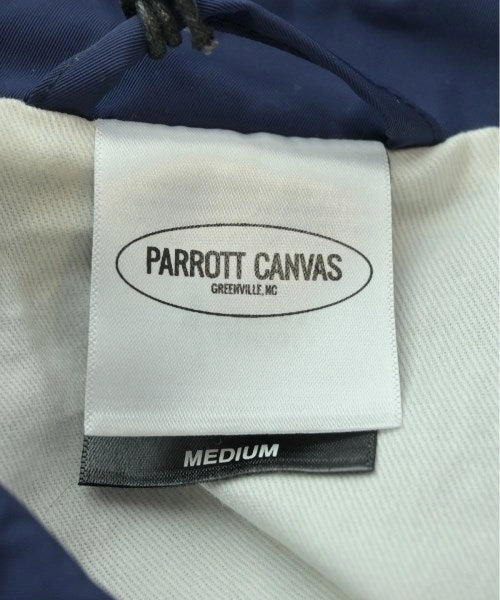 PARROTT CANVAS
GREENVILLE, NC
MEDIUM